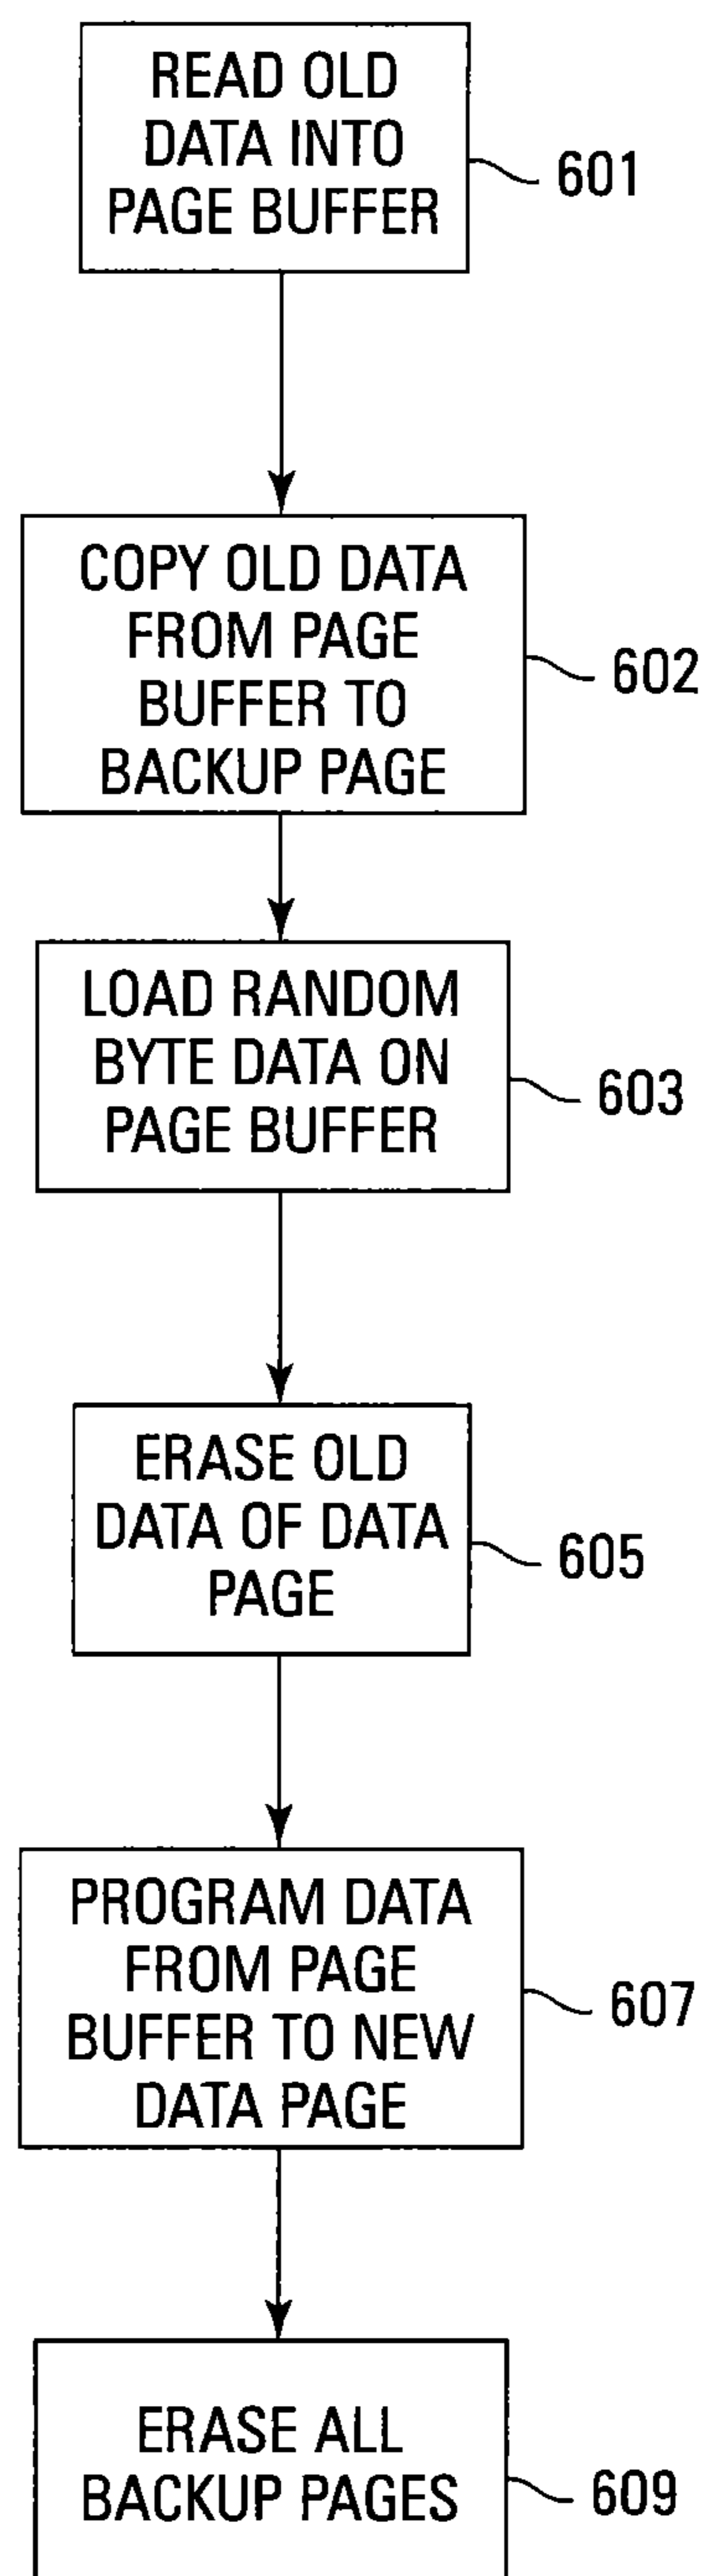 READ OLD
DATA INTO
PAGE BUFFER
601
COPY OLD DATA
FROM PAGE
BUFFER TO
BACKUP PAGE
602
LOAD RANDOM
BYTE DATA ON
PAGE BUFFER
603
ERASE OLD
DATA OF DATA
PAGE
605
PROGRAM DATA
FROM PAGE
BUFFER TO NEW
DATA PAGE
607
ERASE ALL
BACKUP PAGES
609